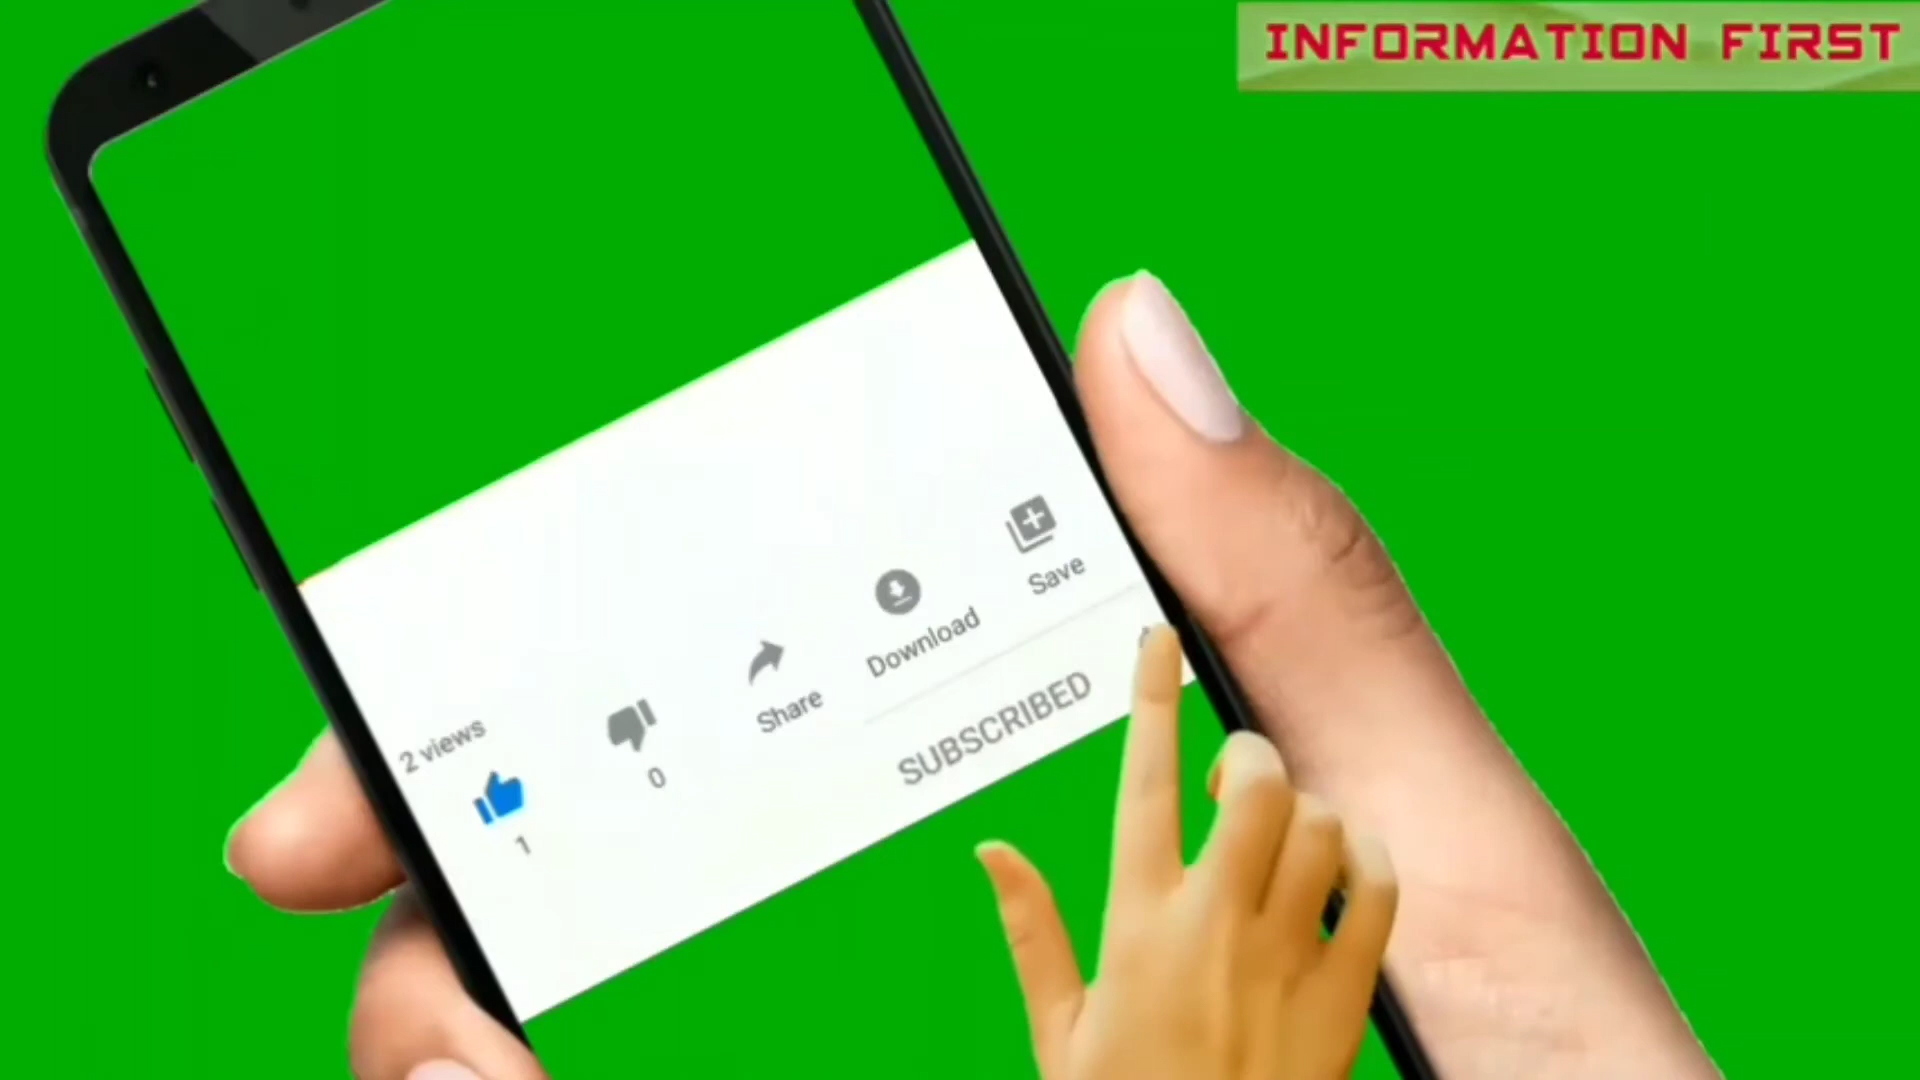 INFORMATION FIRST
2 views
1
0
Share
Download
Save
SUBSCRIBED